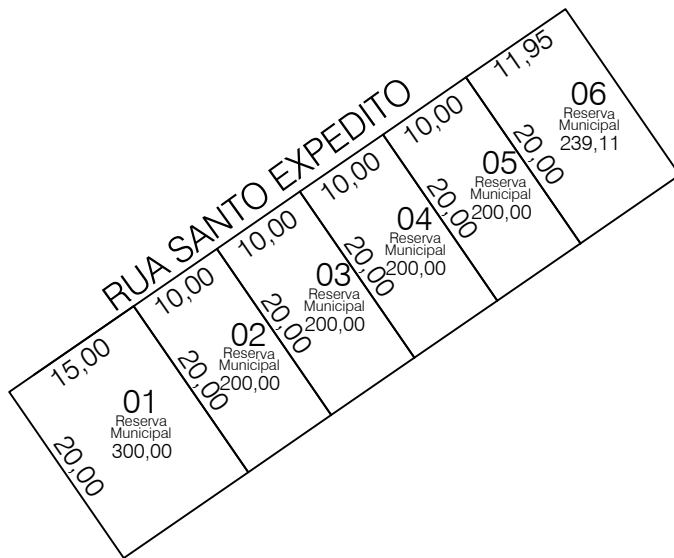 RUA SANTO EXPEDITO
15,00
20,00
01
Reserva
Municipal
300,00
10,00
20,00
02
Reserva
Municipal
200,00
10,00
20,00
03
Reserva
Municipal
200,00
10,00
20,00
04
Reserva
Municipal
200,00
10,00
20,00
05
Reserva
Municipal
200,00
11,95
20,00
06
Reserva
Municipal
239,11